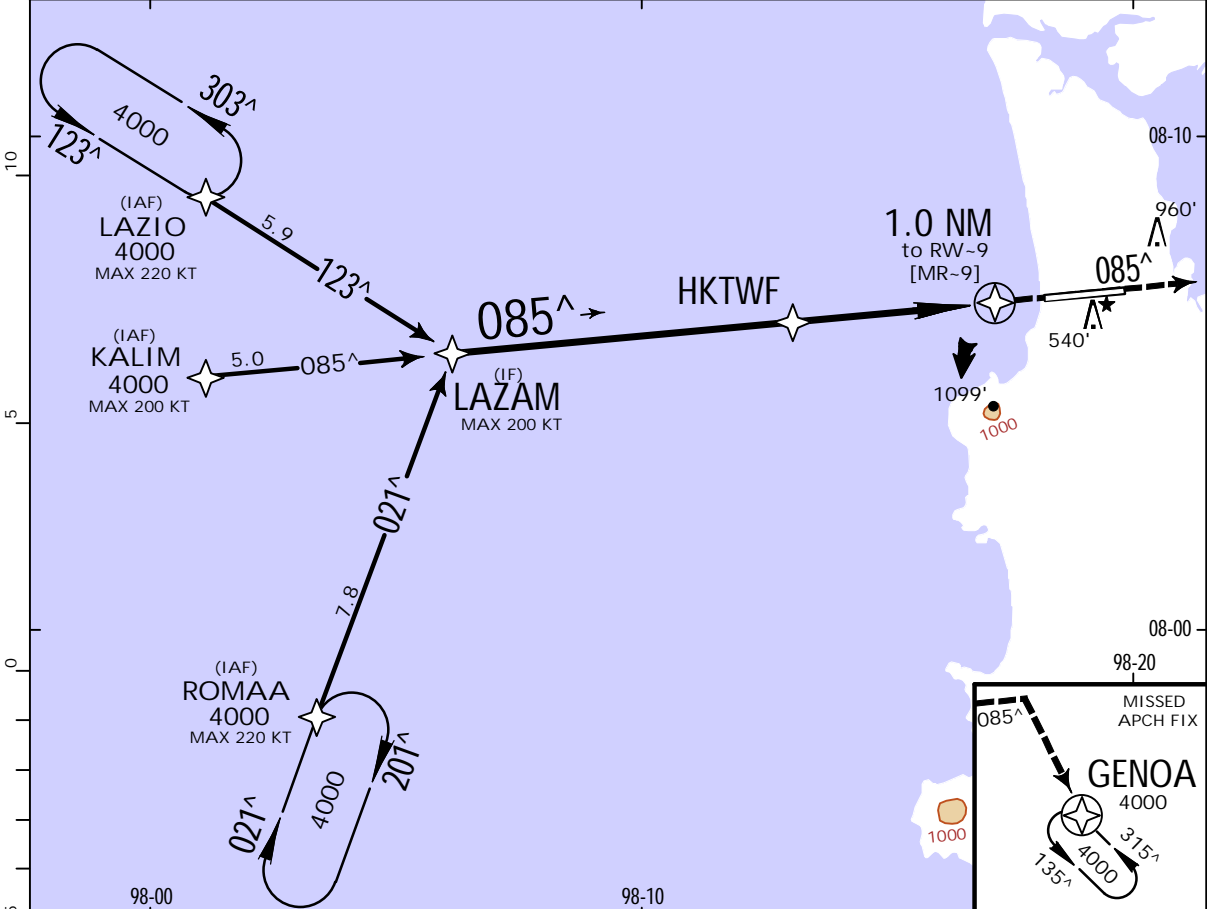 303^
4000
123^
10
08-10
(IAF)
LAZIO
4000
MAX 220 KT
5.9
123^
960'
1.0 NM
to RW~9
[MR~9]
085^
HKTWF
085^
540'
(IAF)
KALIM
4000
MAX 200 KT
5.0
085^
(IF)
LAZAM
MAX 200 KT
1099'
1000
5
021^
7.8
08-00
0
98-20
(IAF)
ROMAA
4000
MAX 220 KT
201^
4000
021^
1000
98-00
98-10
5
085^
MISSED
APCH FIX
GENOA
4000
315^
4000
135^